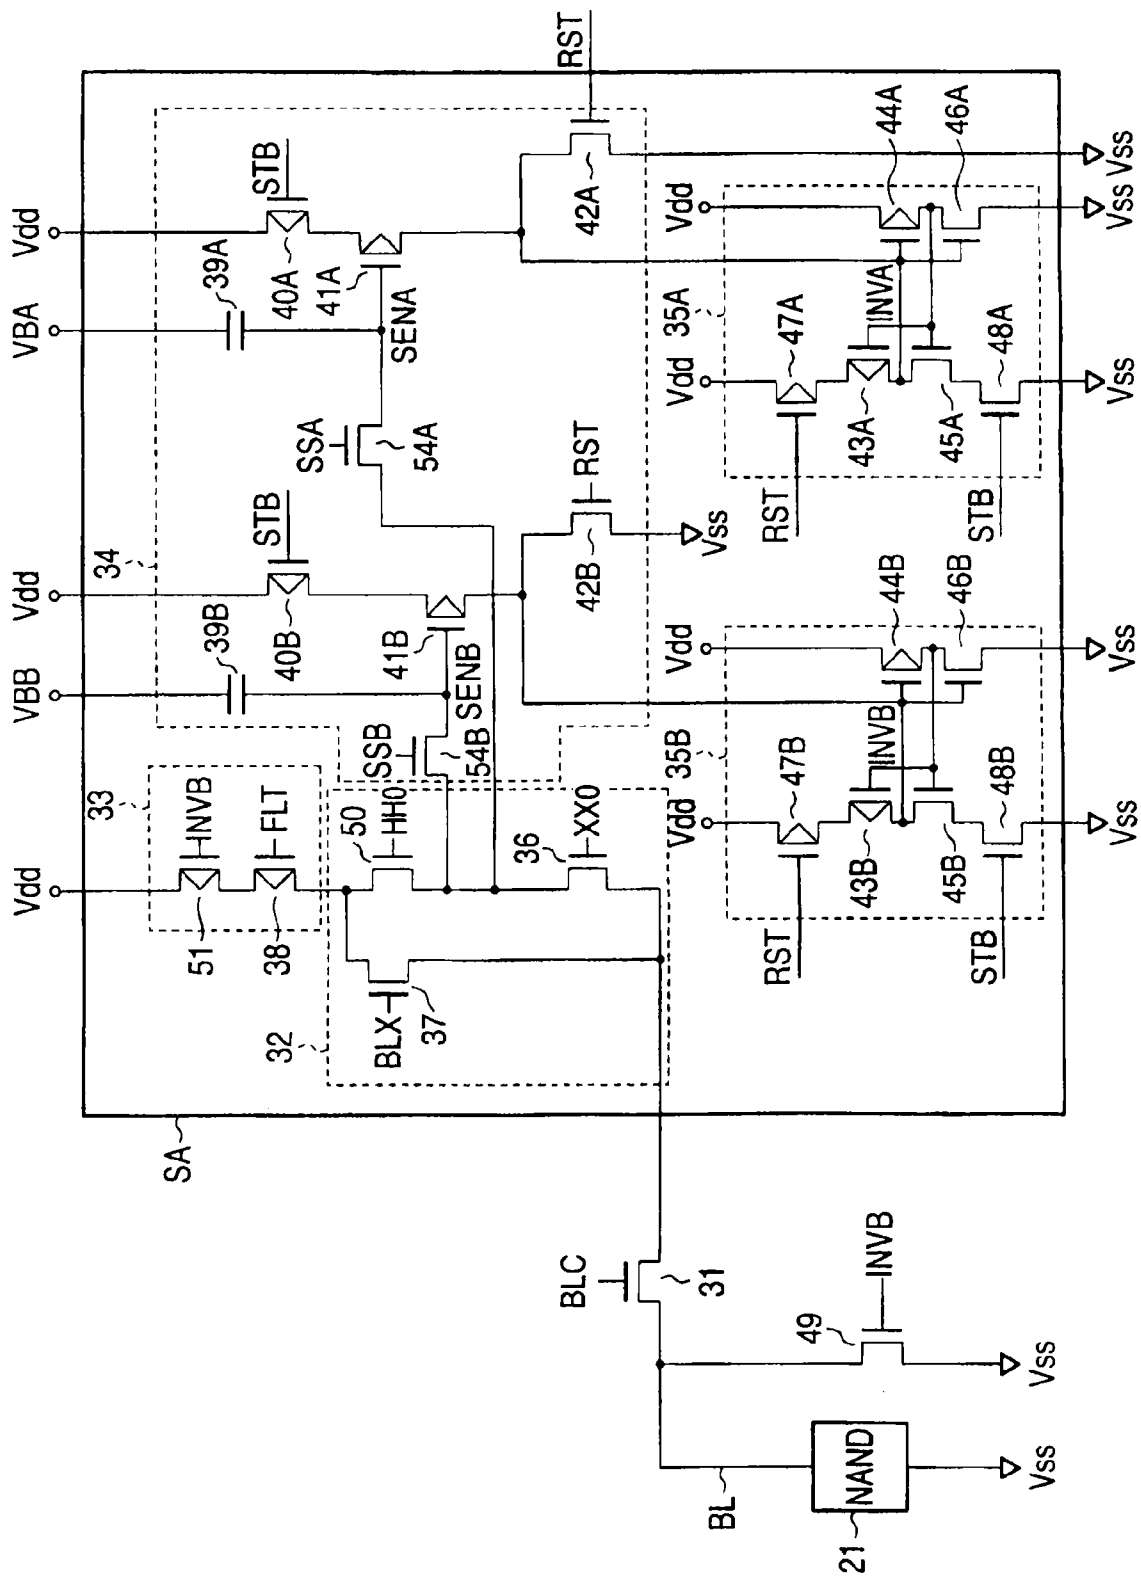 Vdd
VBB
Vdd
VBA
Vdd
SA
33
INVB
51
FLT
38
34
39B
STB
40B
41B
SENB
SSB
54B
39A
STB
40A
41A
SENA
SSA
54A
32
50
HH0
BLX
37
36
XX0
42B
RST
Vss
42A
RST
BLC
31
35B
Vdd
Vdd
RST
47B
INVB
43B
44B
45B
46B
STB
48B
Vss
Vss
35A
Vdd
Vdd
RST
47A
INVA
43A
44A
45A
46A
STB
48A
Vss
Vss
Vss
BL
NAND
21
Vss
49
INVB
Vss